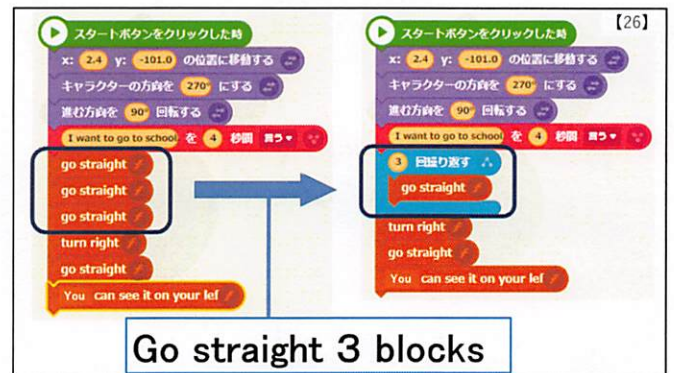 【26】
スタートボタンをクリックした時
x: 2.4 y: -101.0 の位置に移動する
キャラクターの方向を 270° にする
進む方向を 90° 回転する
I want to go to school. を 4 秒間 言う
go straight
go straight
go straight
turn right
go straight
You can see it on your lef
スタートボタンをクリックした時
x: 2.4 y: -101.0 の位置に移動する
キャラクターの方向を 270° にする
進む方向を 90° 回転する
I want to go to school. を 4 秒間 言う
3 回繰り返す
go straight
turn right
go straight
You can see it on your lef
Go straight 3 blocks